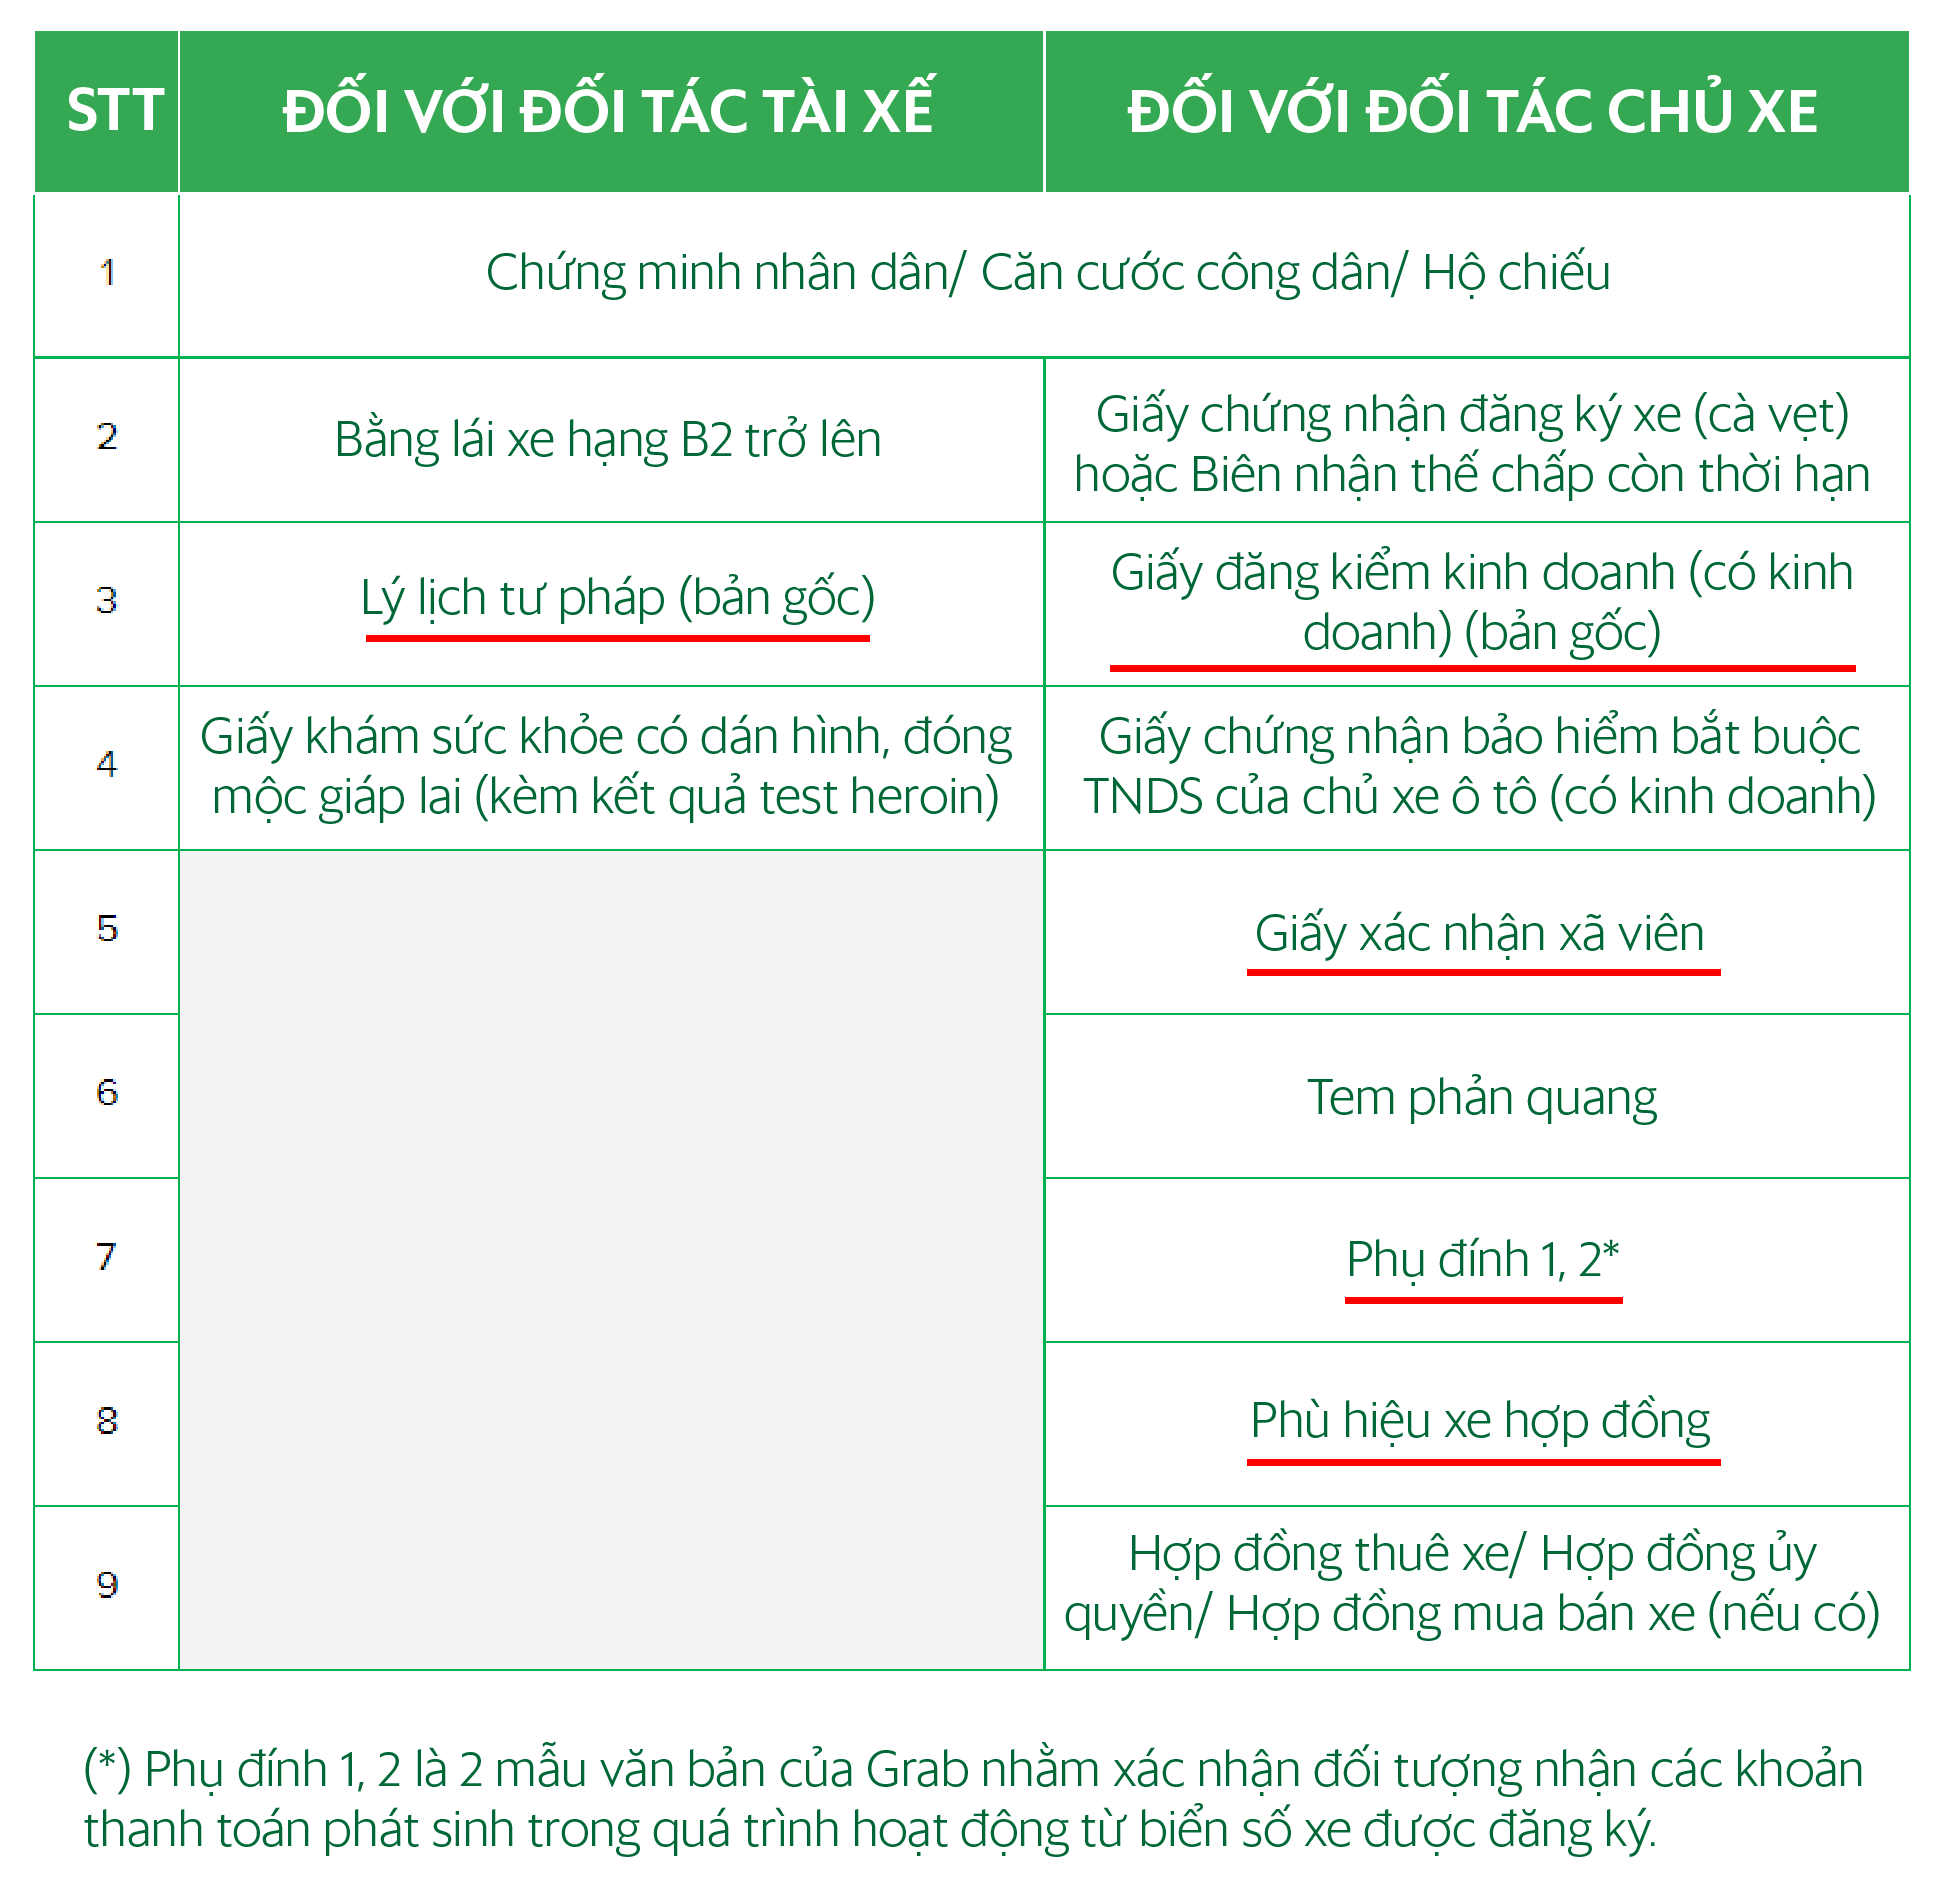 STT
ĐỐI VỚI ĐỐI TÁC TÀI XẾ
ĐỐI VỚI ĐỐI TÁC CHỦ XE
1
Chứng minh nhân dân/ Căn cước công dân/ Hộ chiếu
2
Bằng lái xe hạng B2 trở lên
Giấy chứng nhận đăng ký xe (cà vẹt)
hoặc Biên nhận thế chấp còn thời hạn
3
Lý lịch tư pháp (bản gốc)
Giấy đăng kiểm kinh doanh (có kinh
doanh) (bản gốc)
4
Giấy khám sức khỏe có dán hình, đóng
mộc giáp lai (kèm kết quả test heroin)
Giấy chứng nhận bảo hiểm bắt buộc
TNDS của chủ xe ô tô (có kinh doanh)
5
Giấy xác nhận xã viên
6
Tem phản quang
7
Phụ đính 1, 2*
8
Phù hiệu xe hợp đồng
9
Hợp đồng thuê xe/ Hợp đồng ủy
quyền/ Hợp đồng mua bán xe (nếu có)
(*) Phụ đính 1, 2 là 2 mẫu văn bản của Grab nhằm xác nhận đối tượng nhận các khoản
thanh toán phát sinh trong quá trình hoạt động từ biển số xe được đăng ký.